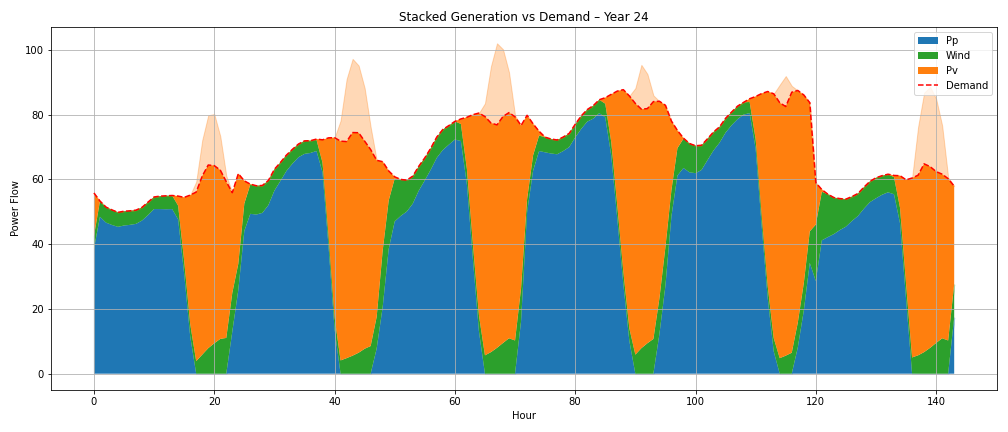 Stacked Generation vs Demand – Year 24
Pp
Wind
Pv
Demand
Power Flow
100
80
60
40
20
0
0 20 40 60 80 100 120 140
Hour